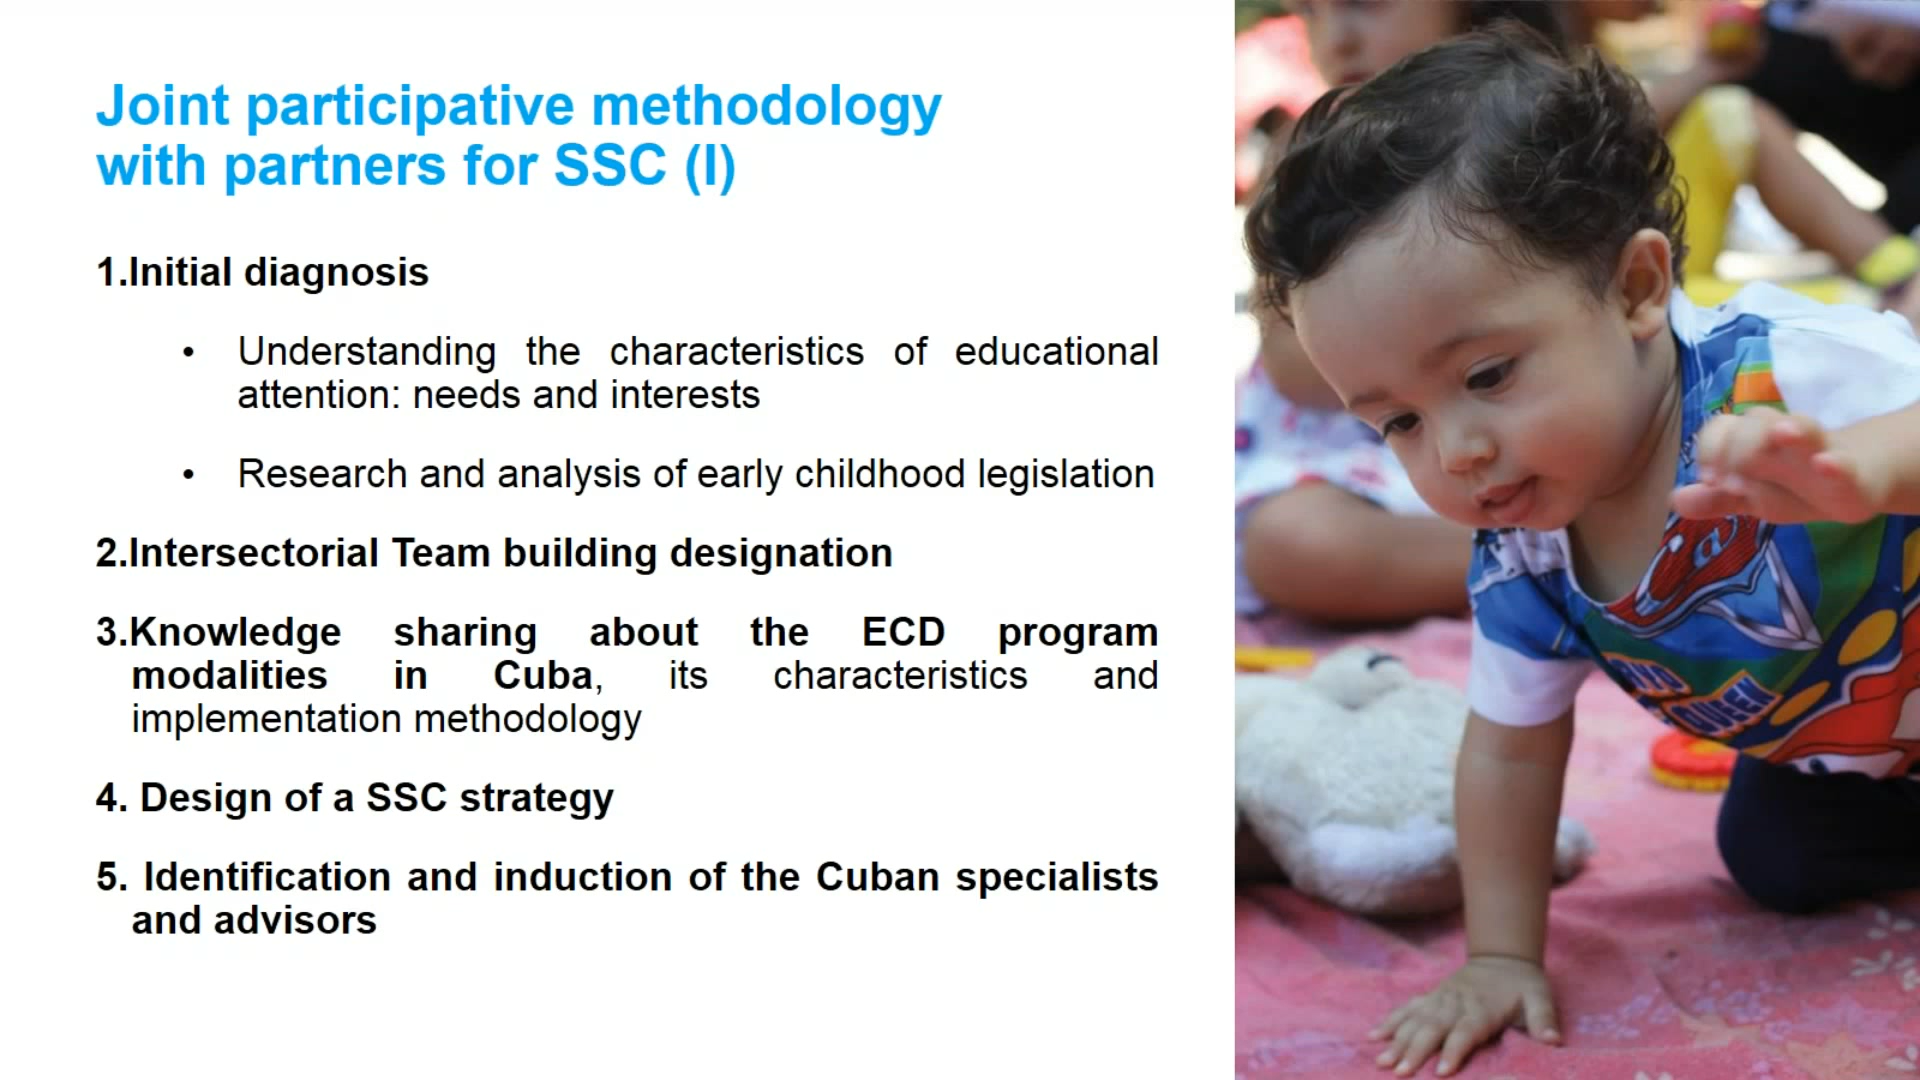 Joint participative methodology
with partners for SSC (I)
1.Initial diagnosis
• Understanding the characteristics of educational
attention: needs and interests
• Research and analysis of early childhood legislation
2.Intersectorial Team building designation
3.Knowledge sharing about the ECD program
modalities in Cuba, its characteristics and
implementation methodology
4. Design of a SSC strategy
5. Identification and induction of the Cuban specialists
and advisors